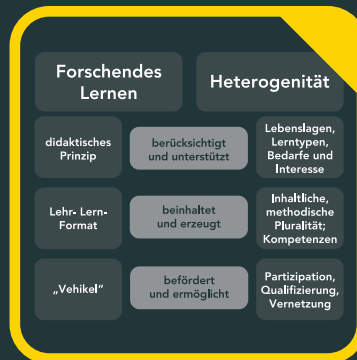 Forschendes
Lernen
Heterogenität
didaktisches
Prinzip
berücksichtigt
und unterstützt
Lebenslagen,
Lerntypen,
Bedarfe und
Interesse
Lehr- Lern-
Format
beinhaltet
und erzeugt
Inhaltliche,
methodische
Pluralität;
Kompetenzen
„Vehikel“
befördert
und ermöglicht
Partizipation,
Qualifizierung,
Vernetzung